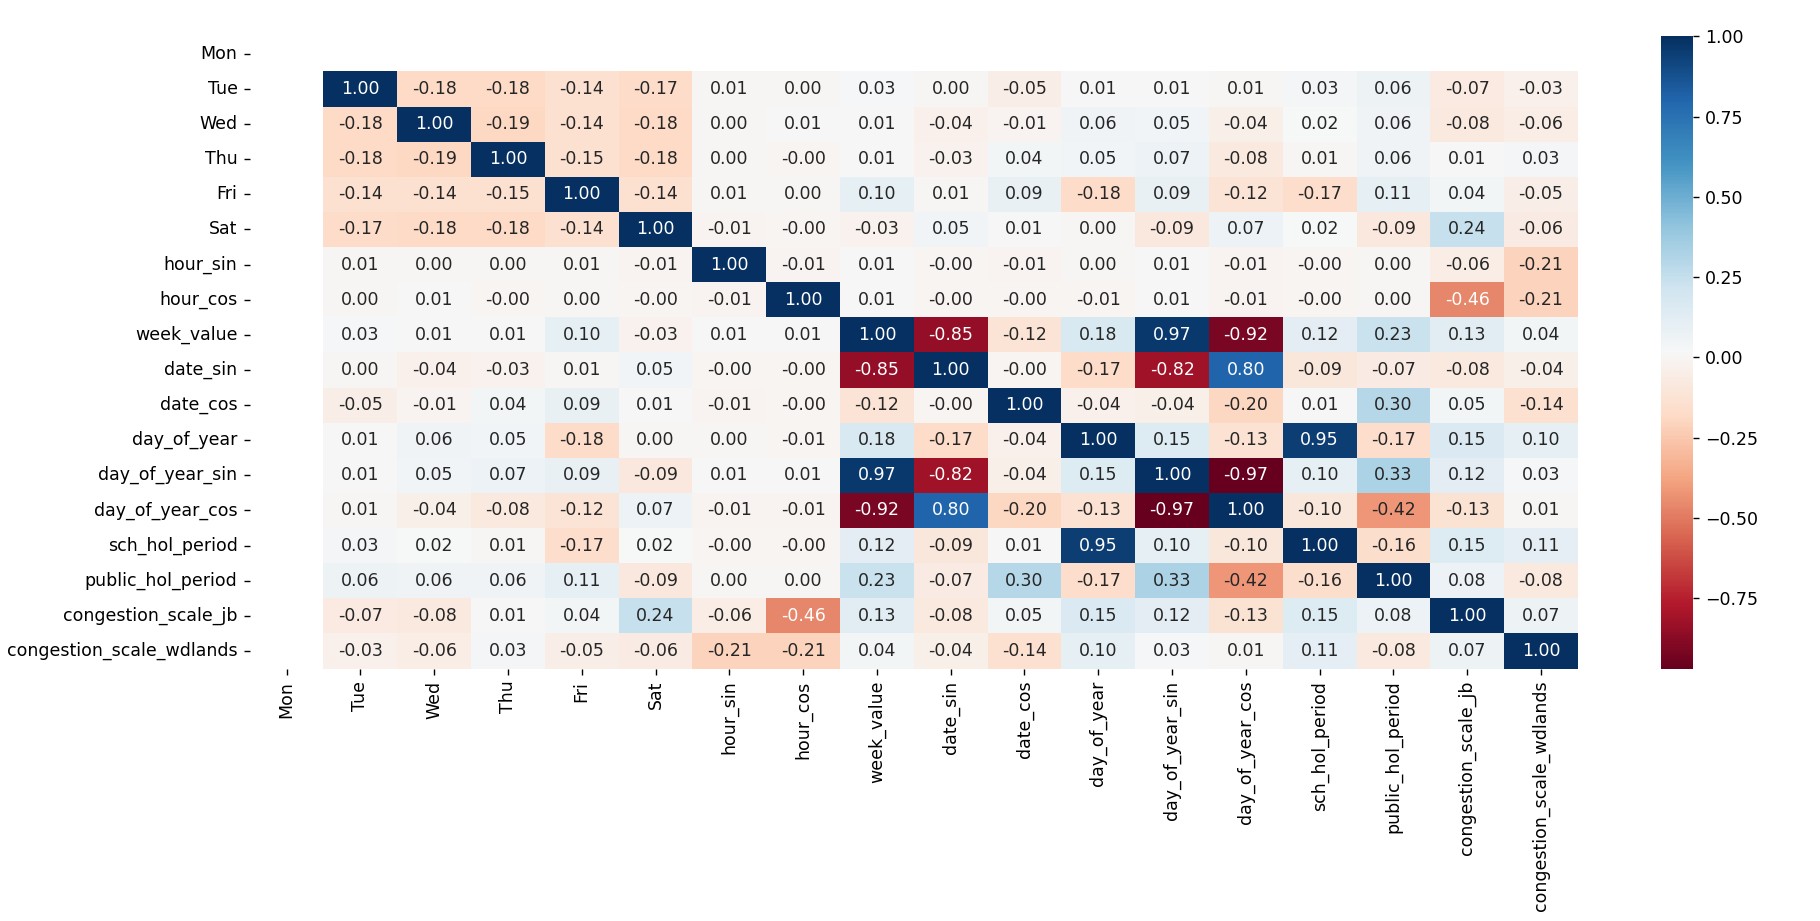 Mon
Tue 1.00 -0.18 -0.18 -0.14 -0.17 0.01 0.00 0.03 0.00 -0.05 0.01 0.01 0.01 0.03 0.06 -0.07 -0.03
Wed -0.18 1.00 -0.19 -0.14 -0.18 0.00 0.01 0.01 -0.04 -0.01 0.06 0.05 -0.04 0.02 0.06 -0.08 -0.06
Thu -0.18 -0.19 1.00 -0.15 -0.18 0.00 -0.00 0.01 -0.03 0.04 0.05 0.07 -0.08 0.01 0.06 0.01 0.03
Fri -0.14 -0.14 -0.15 1.00 -0.14 0.01 0.00 0.10 0.01 0.09 -0.18 0.09 -0.12 -0.17 0.11 0.04 -0.05
Sat -0.17 -0.18 -0.18 -0.14 1.00 -0.01 -0.00 -0.03 0.05 0.01 0.00 -0.09 0.07 0.02 -0.09 0.24 -0.06
hour_sin 0.01 0.00 0.00 0.01 -0.01 1.00 -0.01 0.01 -0.00 -0.01 0.00 0.01 -0.01 -0.00 0.00 -0.06 -0.21
hour_cos 0.00 0.01 -0.00 0.00 -0.00 -0.01 1.00 0.01 -0.00 -0.00 -0.01 0.01 -0.01 -0.00 0.00 -0.46 -0.21
week_value 0.03 0.01 0.01 0.10 -0.03 0.01 0.01 1.00 -0.85 -0.12 0.18 0.97 -0.92 0.12 0.23 0.13 0.04
date_sin 0.00 -0.04 -0.03 0.01 0.05 -0.00 -0.00 -0.85 1.00 -0.00 -0.17 -0.82 0.80 -0.09 -0.07 -0.08 -0.04
date_cos -0.05 -0.01 0.04 0.09 0.01 -0.01 -0.00 -0.12 -0.00 1.00 -0.04 -0.04 -0.20 0.01 0.30 0.05 -0.14
day_of_year 0.01 0.06 0.05 -0.18 0.00 0.00 -0.01 0.18 -0.17 -0.04 1.00 0.15 -0.13 0.95 -0.17 0.15 0.10
day_of_year_sin 0.01 0.05 0.07 0.09 -0.09 0.01 0.01 0.97 -0.82 -0.04 0.15 1.00 -0.97 0.10 0.33 0.12 0.03
day_of_year_cos 0.01 -0.04 -0.08 -0.12 0.07 -0.01 -0.01 -0.92 0.80 -0.20 -0.13 -0.97 1.00 -0.10 -0.42 -0.13 0.01
sch_hol_period 0.03 0.02 0.01 -0.17 0.02 -0.00 -0.00 0.12 -0.09 0.01 0.95 0.10 -0.10 1.00 -0.16 0.15 0.11
public_hol_period 0.06 0.06 0.06 0.11 -0.09 0.00 0.00 0.23 -0.07 0.30 -0.17 0.33 -0.42 -0.16 1.00 0.08 -0.08
congestion_scale_jb -0.07 -0.08 0.01 0.04 0.24 -0.06 -0.46 0.13 -0.08 0.05 0.15 0.12 -0.13 0.15 0.08 1.00 0.07
congestion_scale_wdlands -0.03 -0.06 0.03 -0.05 -0.06 -0.21 -0.21 0.04 -0.04 -0.14 0.10 0.03 0.01 0.11 -0.08 0.07 1.00
Mon
Tue
Wed
Thu
Fri
Sat
hour_sin
hour_cos
week_value
date_sin
date_cos
day_of_year
day_of_year_sin
day_of_year_cos
sch_hol_period
public_hol_period
congestion_scale_jb
congestion_scale_wdlands
1.00
0.75
0.50
0.25
0.00
−0.25
−0.50
−0.75